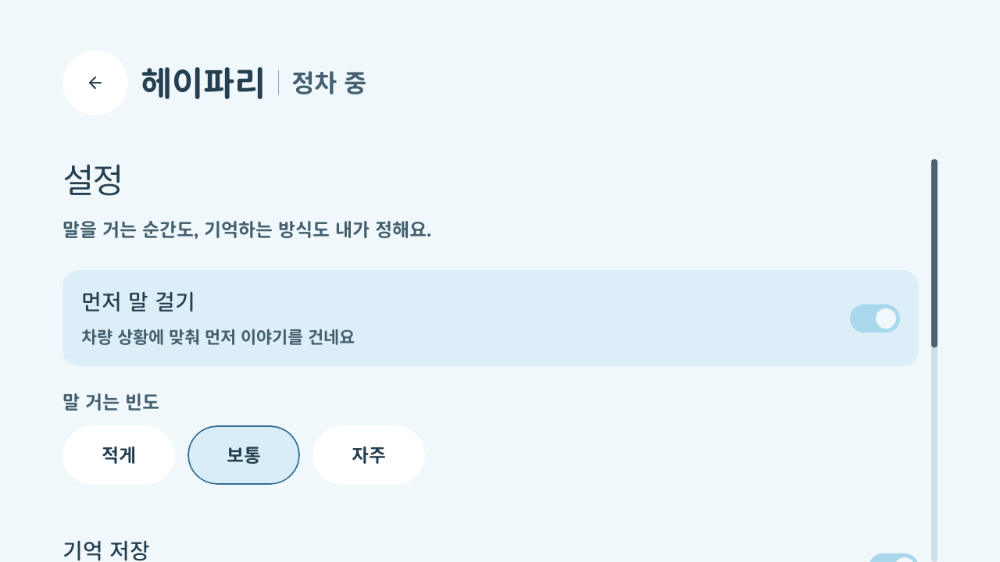 헤이파리
정차 중
설정
말을 거는 순간도, 기억하는 방식도 내가 정해요.
먼저 말 걸기
차량 상황에 맞춰 먼저 이야기를 건네요
말 거는 빈도
적게
보통
자주
기억 저장